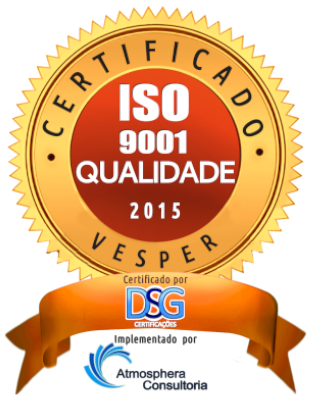 CERTIFICADO
ISO
9001
QUALIDADE
2015
VESPER
Certificado por
DSG
CERTIFICAÇÕES
Implementado por
Atmosphera
Consultoria